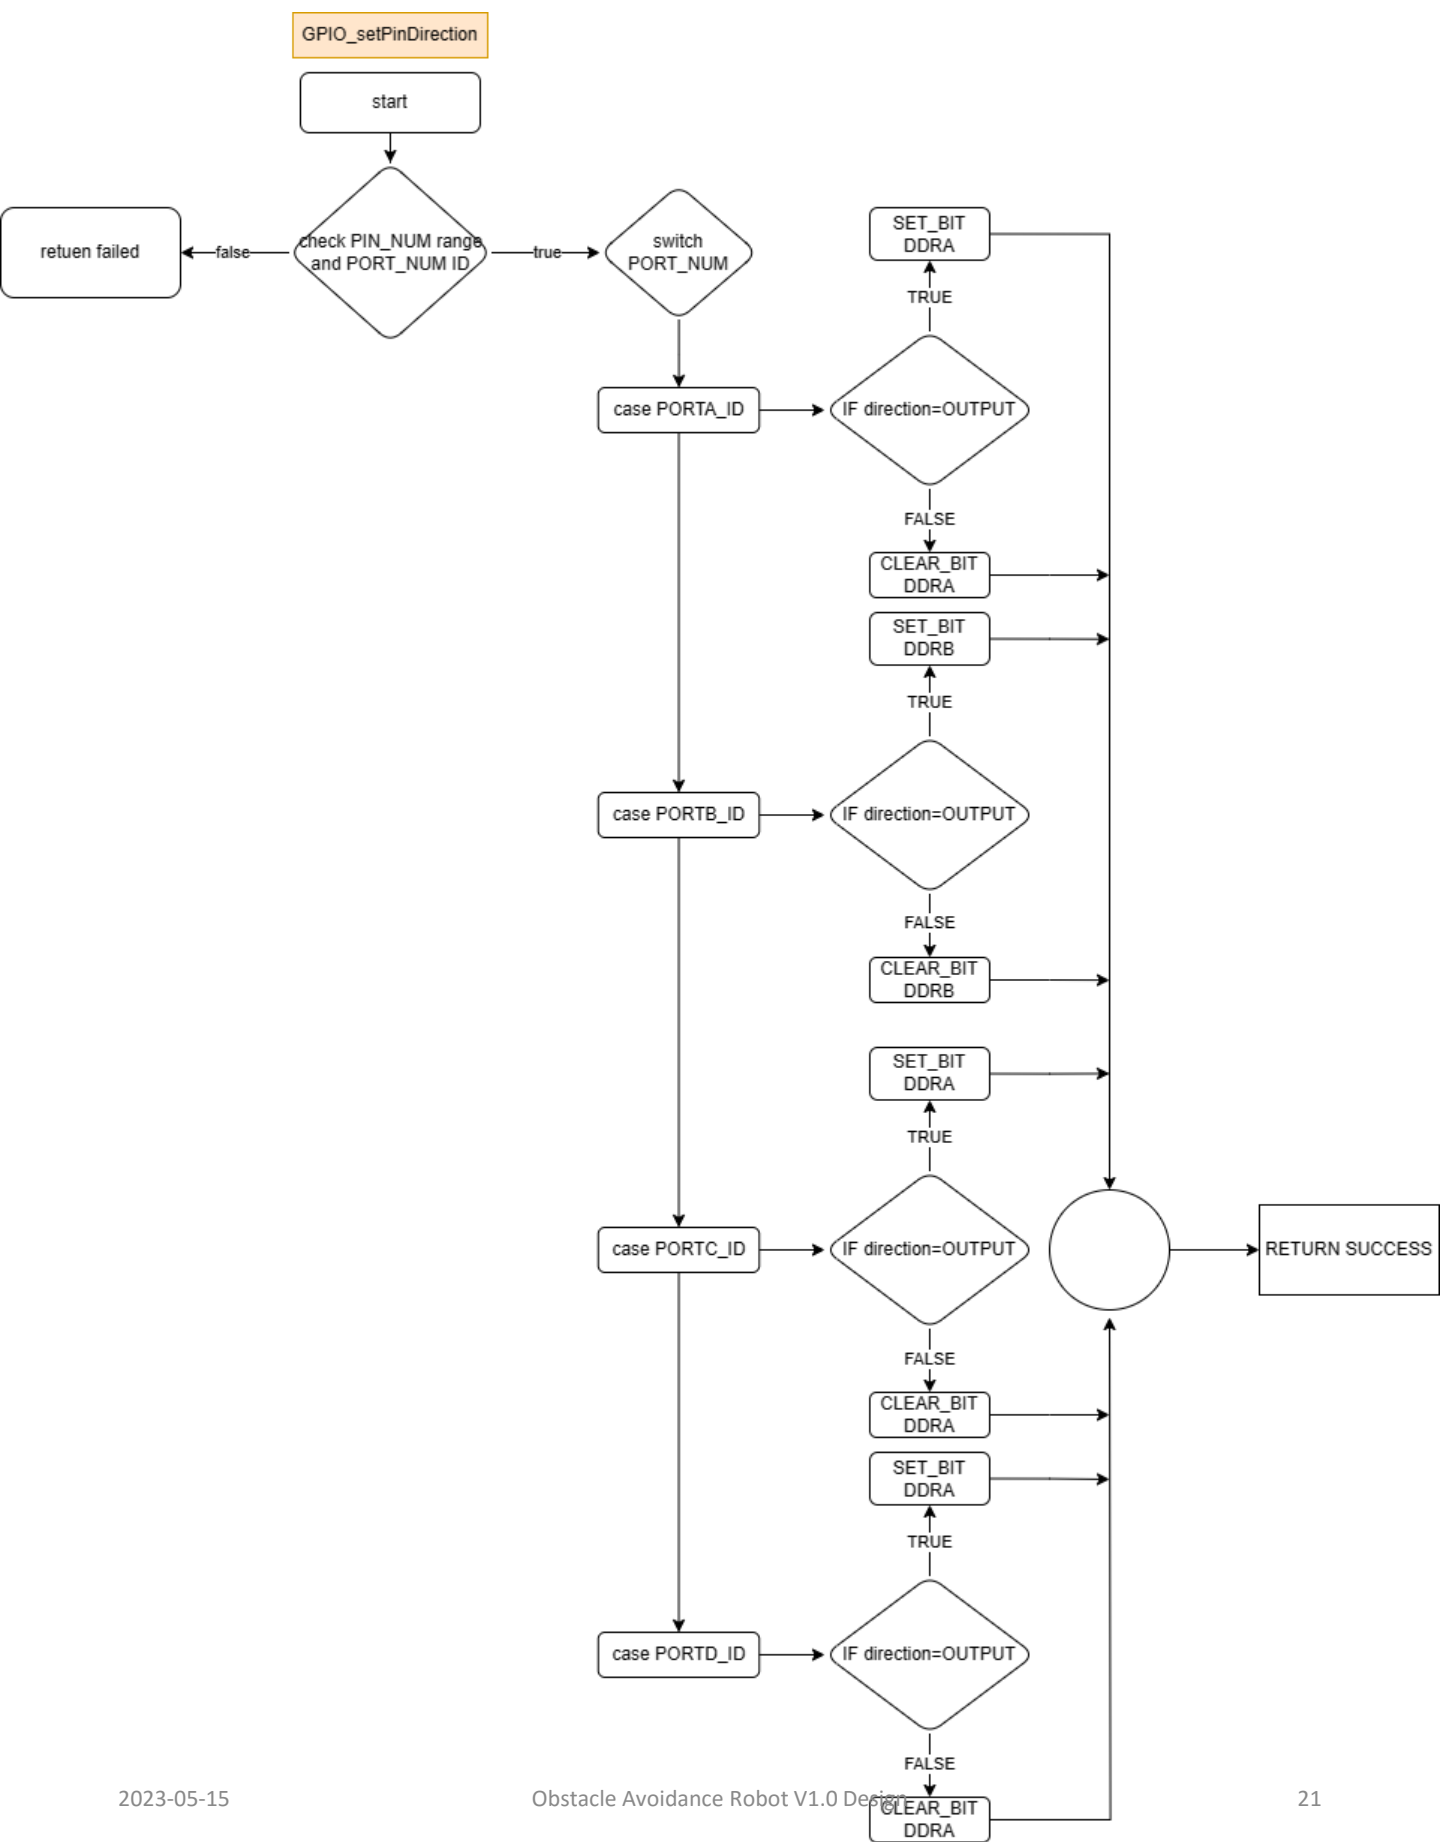 GPIO_setPinDirection
start
retuen failed
false
check PIN_NUM range
and PORT_NUM ID
true
switch
PORT_NUM
SET_BIT
DDRA
TRUE
case PORTA_ID
IF direction=OUTPUT
FALSE
CLEAR_BIT
DDRA
SET_BIT
DDRB
TRUE
case PORTB_ID
IF direction=OUTPUT
FALSE
CLEAR_BIT
DDRB
SET_BIT
DDRA
TRUE
case PORTC_ID
IF direction=OUTPUT
RETURN SUCCESS
FALSE
CLEAR_BIT
DDRA
SET_BIT
DDRA
TRUE
case PORTD_ID
IF direction=OUTPUT
FALSE
CLEAR_BIT
DDRA
2023-05-15
Obstacle Avoidance Robot V1.0 Design
21